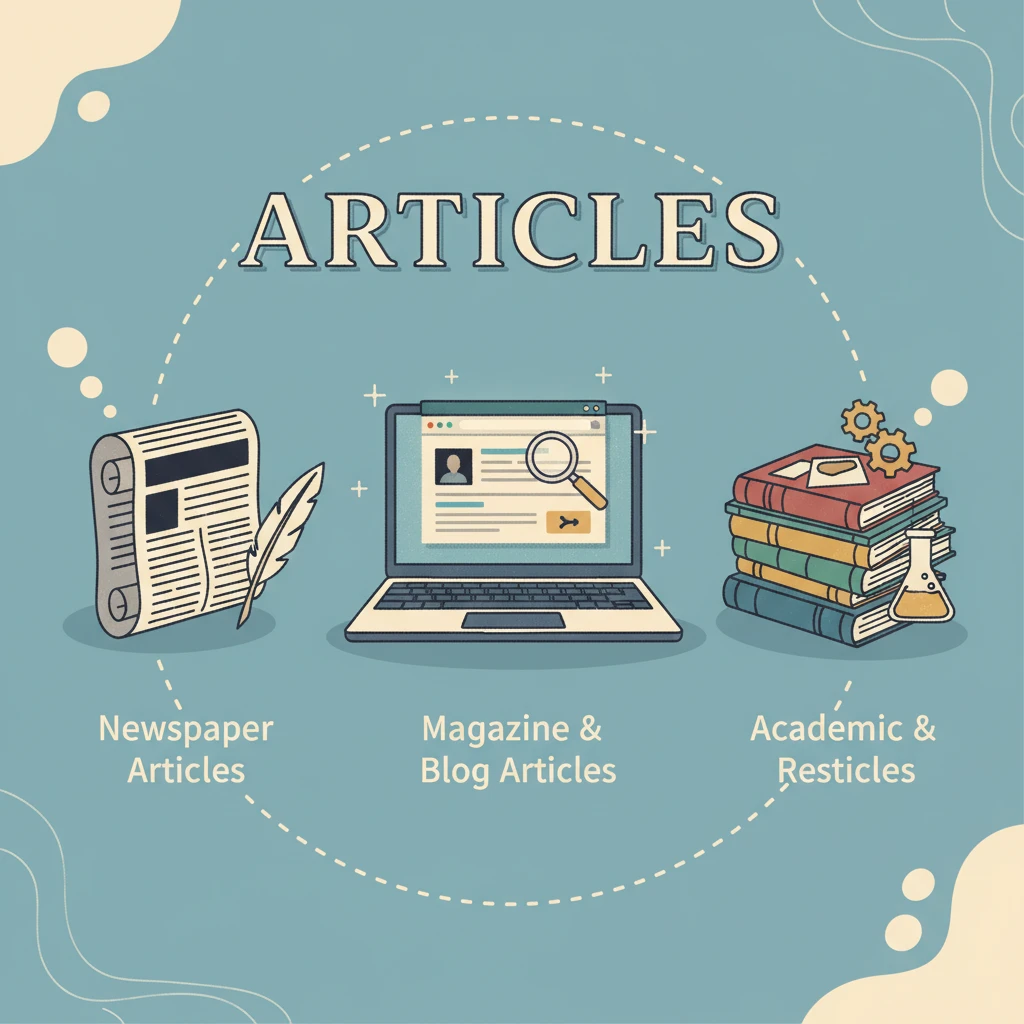 ARTICLES
Newspaper
Articles
Magazine &
Blog Articles
Academic &
Resticles